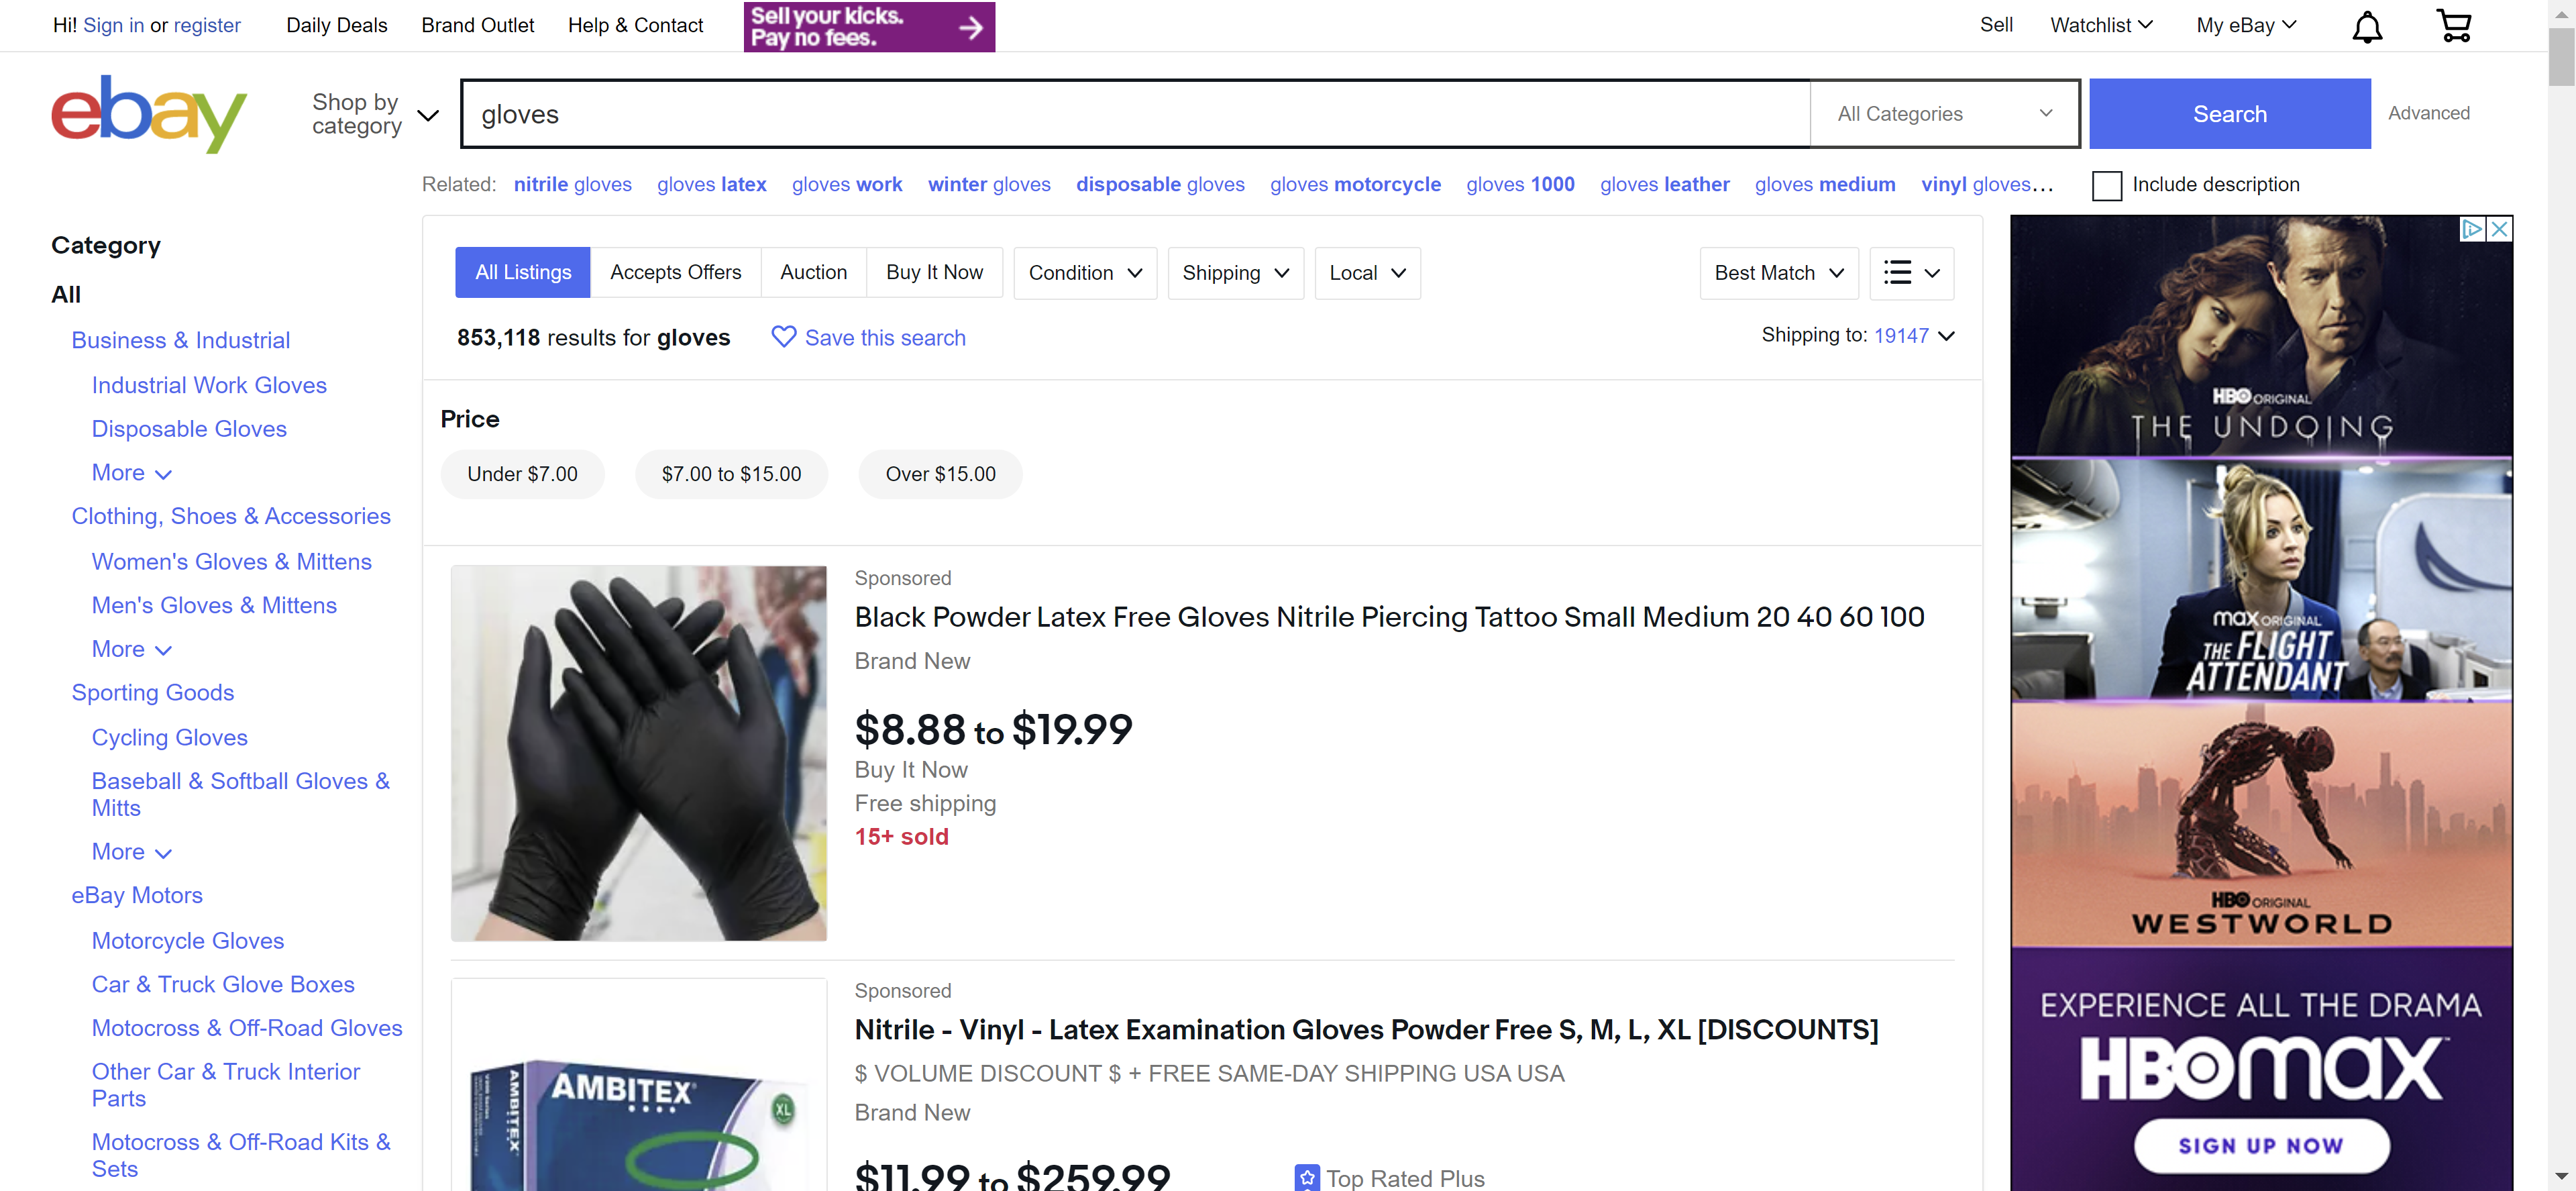 Hi! Sign in or register
Daily Deals
Brand Outlet
Help & Contact
Sell your kicks.
Pay no fees.
Sell
Watchlist
My eBay
ebay
Shop by
category
gloves
All Categories
Search
Advanced
Related: nitrile gloves gloves latex gloves work winter gloves disposable gloves gloves motorcycle gloves 1000 gloves leather gloves medium vinyl gloves...
Include description
Category
All
Business & Industrial
Industrial Work Gloves
Disposable Gloves
More
Clothing, Shoes & Accessories
Women's Gloves & Mittens
Men's Gloves & Mittens
More
Sporting Goods
Cycling Gloves
Baseball & Softball Gloves &
Mitts
More
eBay Motors
Motorcycle Gloves
Car & Truck Glove Boxes
Motocross & Off-Road Gloves
Other Car & Truck Interior
Parts
Motocross & Off-Road Kits &
Sets
All Listings
Accepts Offers
Auction
Buy It Now
Condition
Shipping
Local
Best Match
853,118 results for gloves
Save this search
Shipping to: 19147
Price
Under $7.00
$7.00 to $15.00
Over $15.00
Sponsored
Black Powder Latex Free Gloves Nitrile Piercing Tattoo Small Medium 20 40 60 100
Brand New
$8.88 to $19.99
Buy It Now
Free shipping
15+ sold
Sponsored
Nitrile - Vinyl - Latex Examination Gloves Powder Free S, M, L, XL [DISCOUNTS]
$ VOLUME DISCOUNT $ + FREE SAME-DAY SHIPPING USA USA
Brand New
$11.99 to $259.99
Top Rated Plus
AMBITEX
AMBITEX
XL
HBO ORIGINAL
THE UNDOING
max ORIGINAL
THE FLIGHT
ATTENDANT
HBO ORIGINAL
WESTWORLD
EXPERIENCE ALL THE DRAMA
HBOmax
SIGN UP NOW